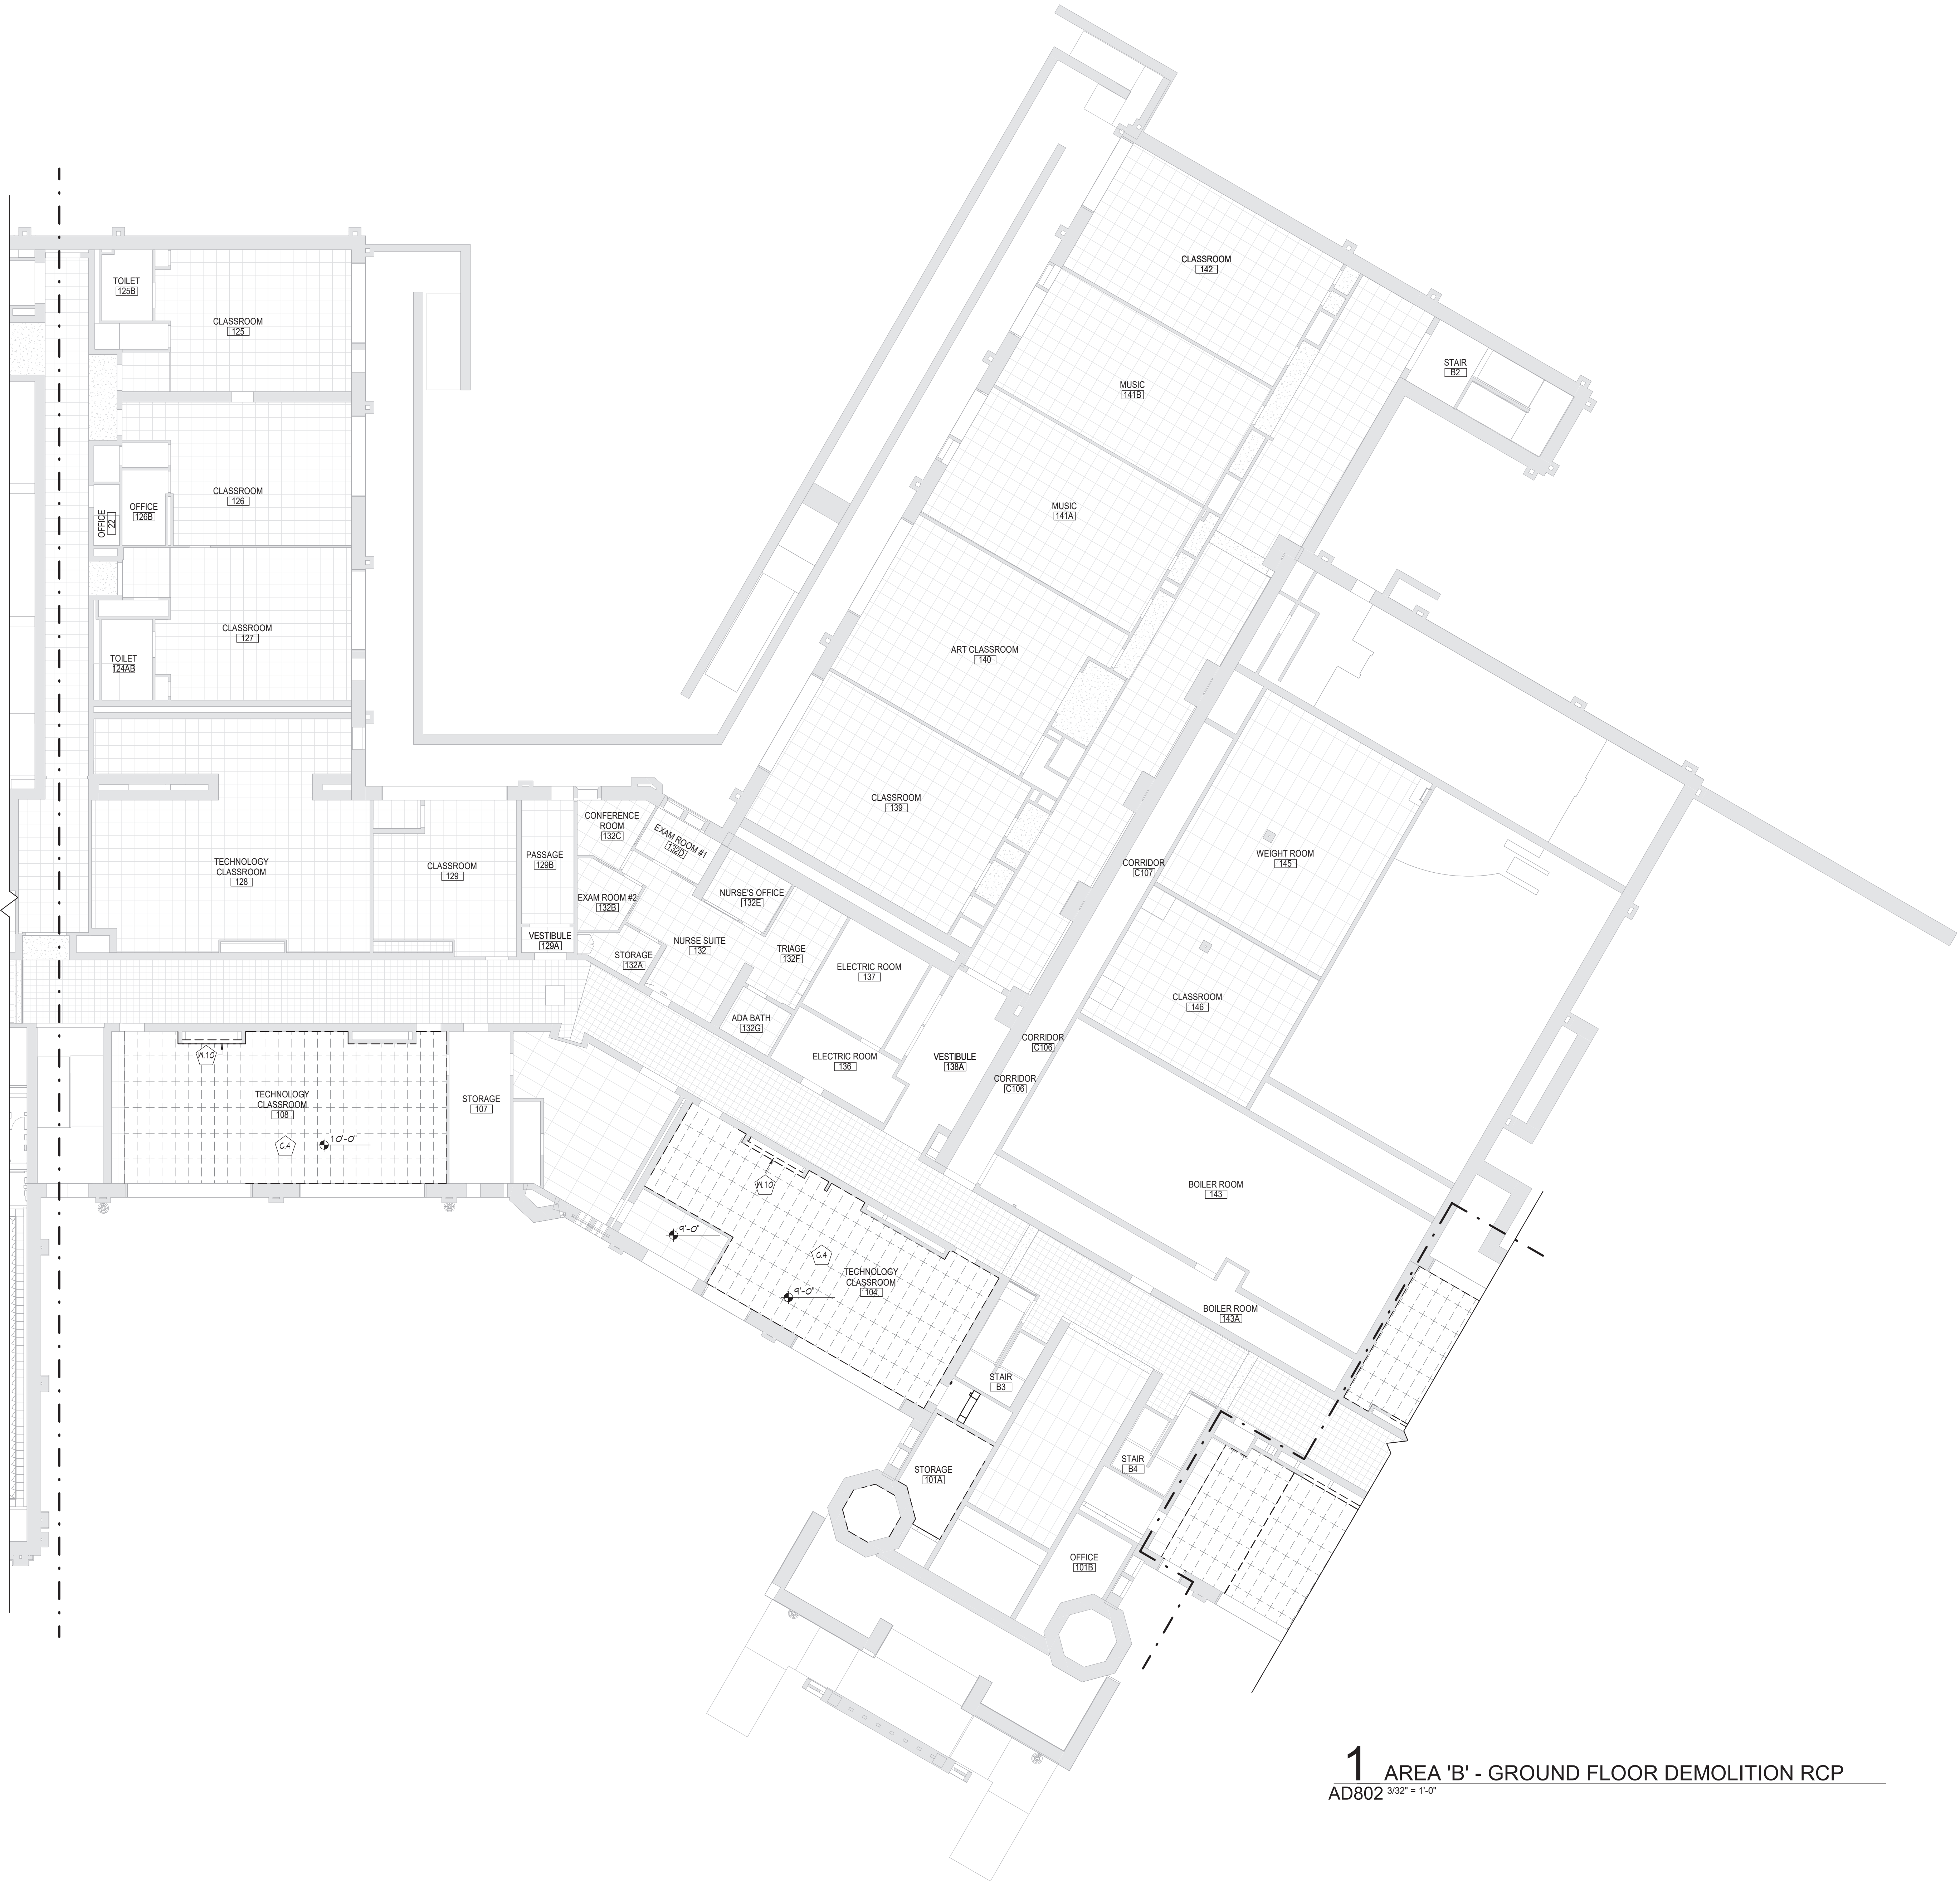 CLASSROOM
142
TOILET
125B
CLASSROOM
125
STAIR
B2
MUSIC
141B
CLASSROOM
126
OFFICE
126B
OFFICE
22
MUSIC
141A
CLASSROOM
127
TOILET
124AB
ART CLASSROOM
140
CLASSROOM
139
CONFERENCE
ROOM
132C
EXAM ROOM #1
132D
PASSAGE
129B
CLASSROOM
129
TECHNOLOGY
CLASSROOM
128
WEIGHT ROOM
145
CORRIDOR
C107
NURSE'S OFFICE
132E
EXAM ROOM #2
132B
VESTIBULE
129A
NURSE SUITE
132
STORAGE
132A
TRIAGE
132F
ELECTRIC ROOM
137
CLASSROOM
146
ADA BATH
132G
ELECTRIC ROOM
136
VESTIBULE
138A
CORRIDOR
C106
CORRIDOR
C106
W.10
TECHNOLOGY
CLASSROOM
108
C.4
10'-0"
STORAGE
107
W.10
BOILER ROOM
143
9'-0"
C.4
TECHNOLOGY
CLASSROOM
104
9'-0"
BOILER ROOM
143A
STAIR
B3
STORAGE
101A
STAIR
B4
OFFICE
101B
1 AREA 'B' - GROUND FLOOR DEMOLITION RCP
AD802 3/32" = 1'-0"